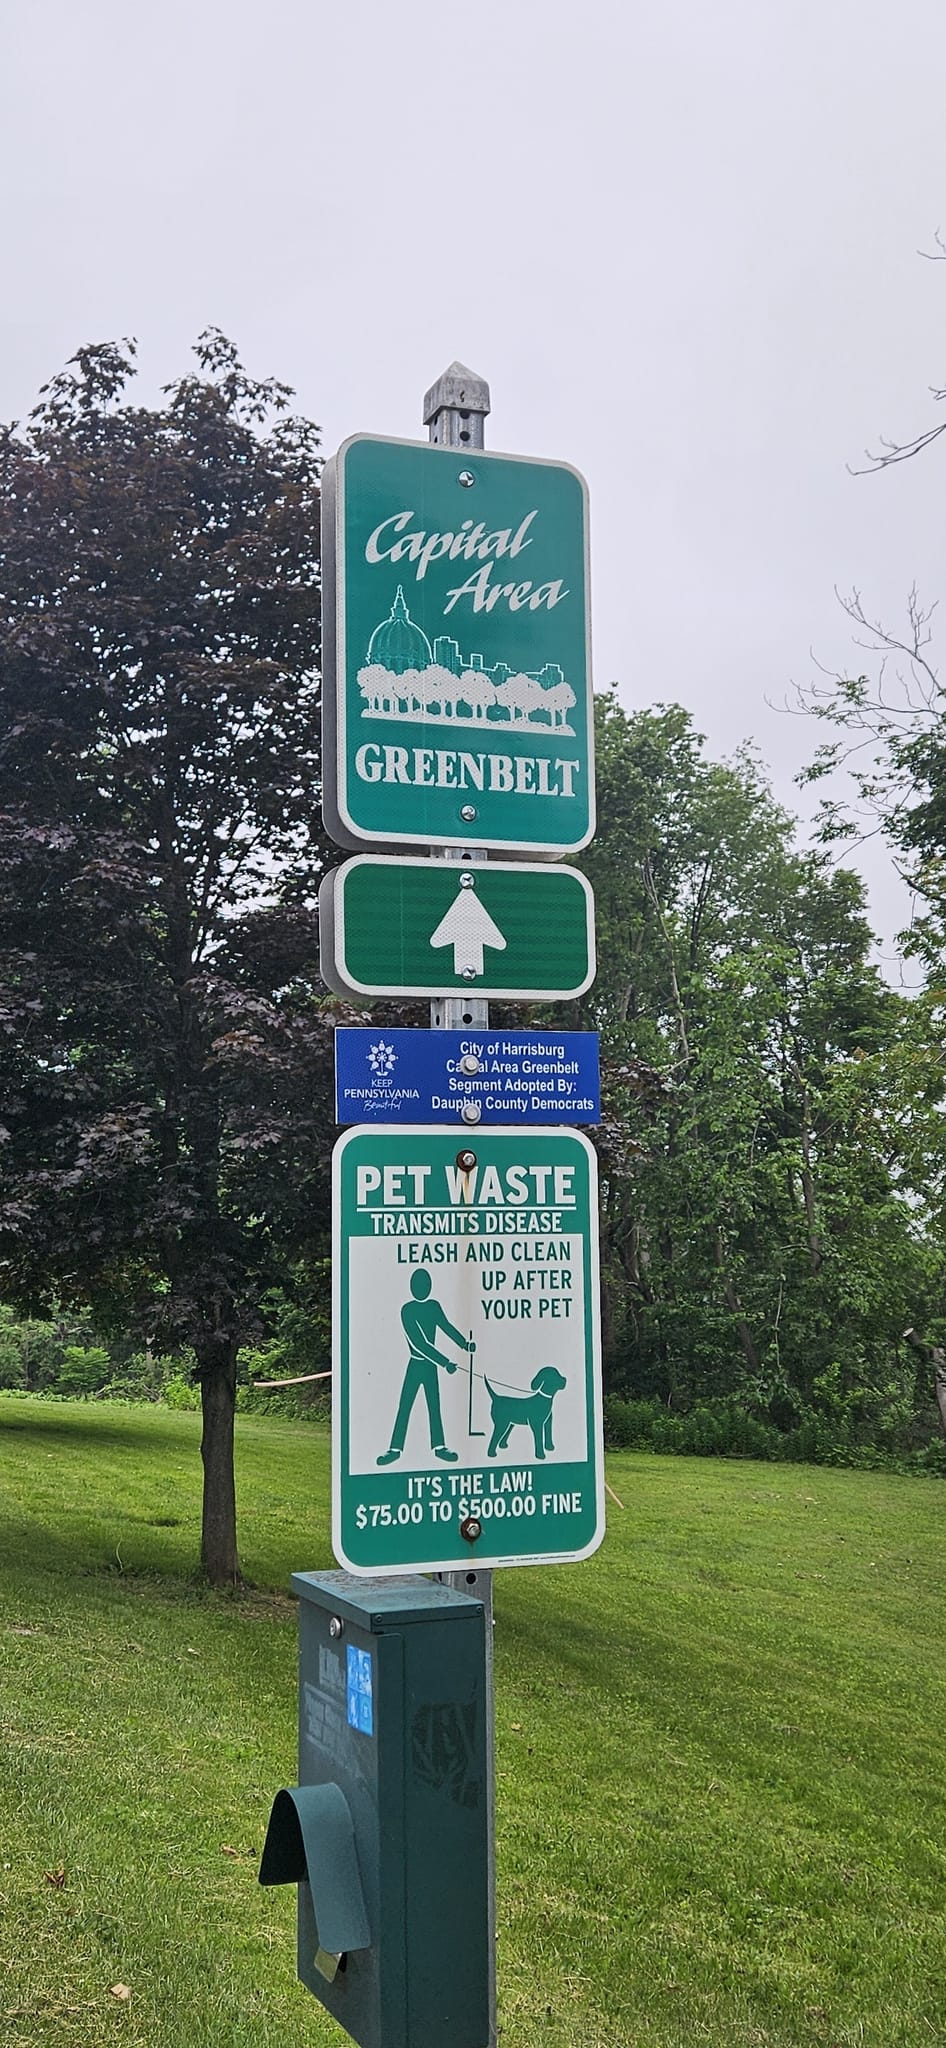 Capital
Area
GREENBELT
KEEP
PENNSYLVANIA
Beautiful
City of Harrisburg
Capital Area Greenbelt
Segment Adopted By:
Dauphin County Democrats
PET WASTE
TRANSMITS DISEASE
LEASH AND CLEAN
UP AFTER
YOUR PET
IT'S THE LAW!
$75.00 TO $500.00 FINE